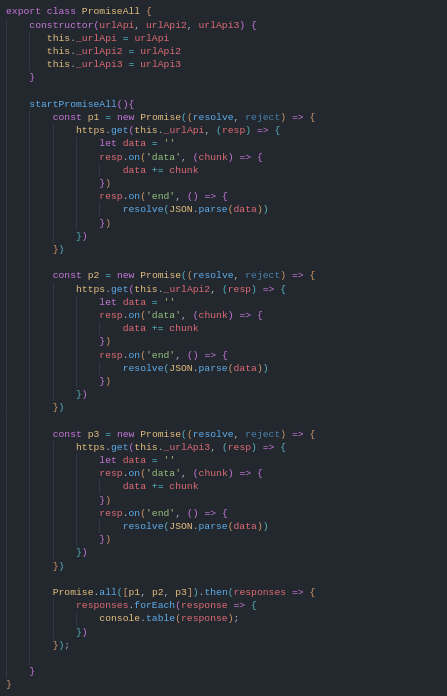 export class PromiseAll {
    constructor(urlApi, urlApi2, urlApi3) {
       this._urlApi = urlApi
       this._urlApi2 = urlApi2
       this._urlApi3 = urlApi3
    }

    startPromiseAll(){
        const p1 = new Promise((resolve, reject) => {
            https.get(this._urlApi, (resp) => {
                let data = ''
                resp.on('data', (chunk) => {
                    data += chunk
                })
                resp.on('end', () => {
                    resolve(JSON.parse(data))
                })
            })
        })

        const p2 = new Promise((resolve, reject) => {
            https.get(this._urlApi2, (resp) => {
                let data = ''
                resp.on('data', (chunk) => {
                    data += chunk
                })
                resp.on('end', () => {
                    resolve(JSON.parse(data))
                })
            })
        })

        const p3 = new Promise((resolve, reject) => {
            https.get(this._urlApi3, (resp) => {
                let data = ''
                resp.on('data', (chunk) => {
                    data += chunk
                })
                resp.on('end', () => {
                    resolve(JSON.parse(data))
                })
            })
        })

        Promise.all([p1, p2, p3]).then(responses => {
            responses.forEach(response => {
                console.table(response);
            })
        });

    }
}